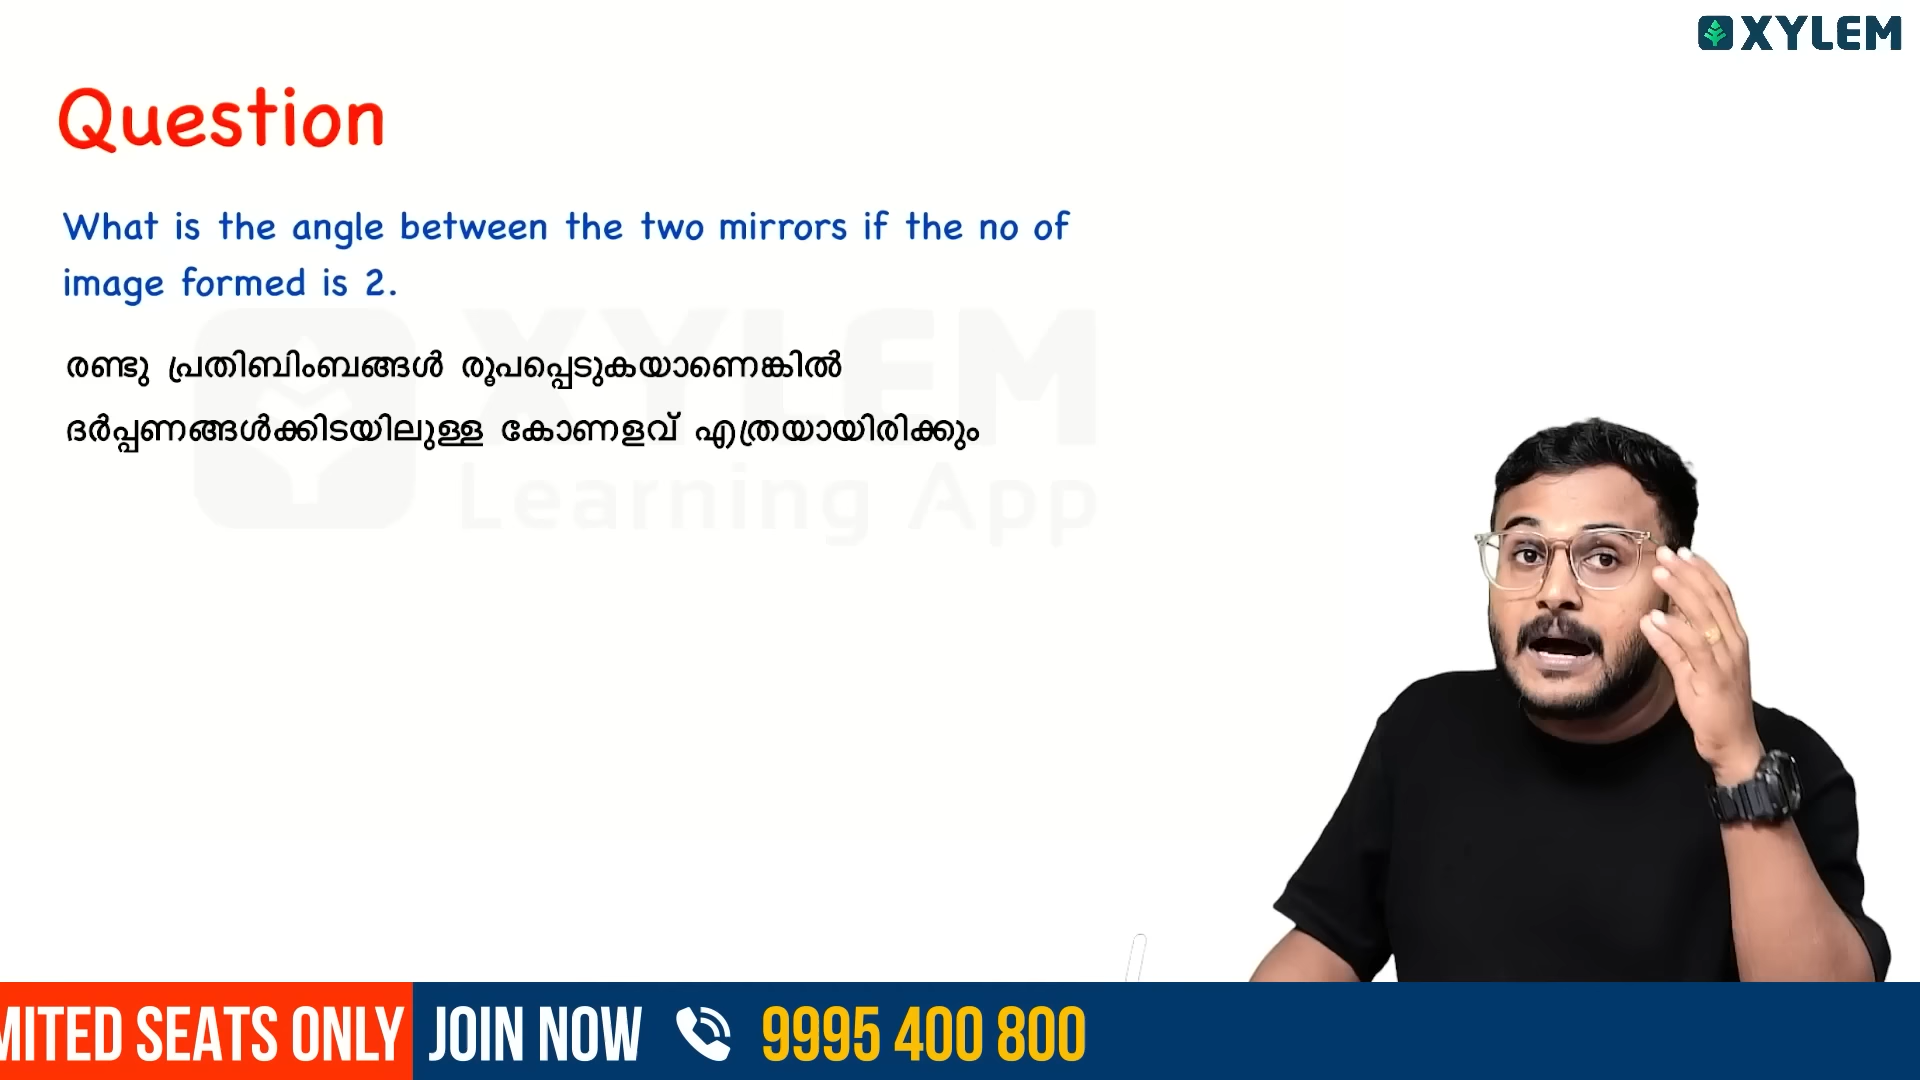 XYLEM
Question
What is the angle between the two mirrors if the no of
image formed is 2.
രണ്ടു പ്രതിബിംബങ്ങൾ രൂപപ്പെടുകയാണെങ്കിൽ
ദർപ്പണങ്ങൾക്കിടയിലുള്ള കോണളവ് എത്രയായിരിക്കും
XYLEM
Learning App
MITED SEATS ONLY JOIN NOW 9995 400 800